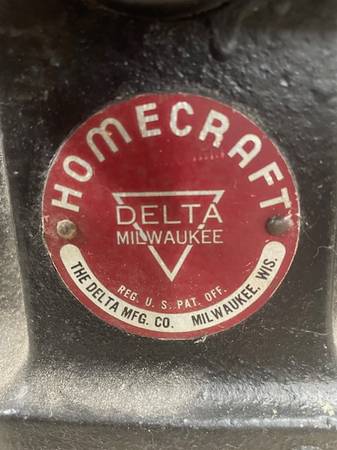 HOMECRAFT
DELTA
MILWAUKEE
REG. U. S. PAT. OFF.
THE DELTA MFG. CO. MILWAUKEE, WIS.